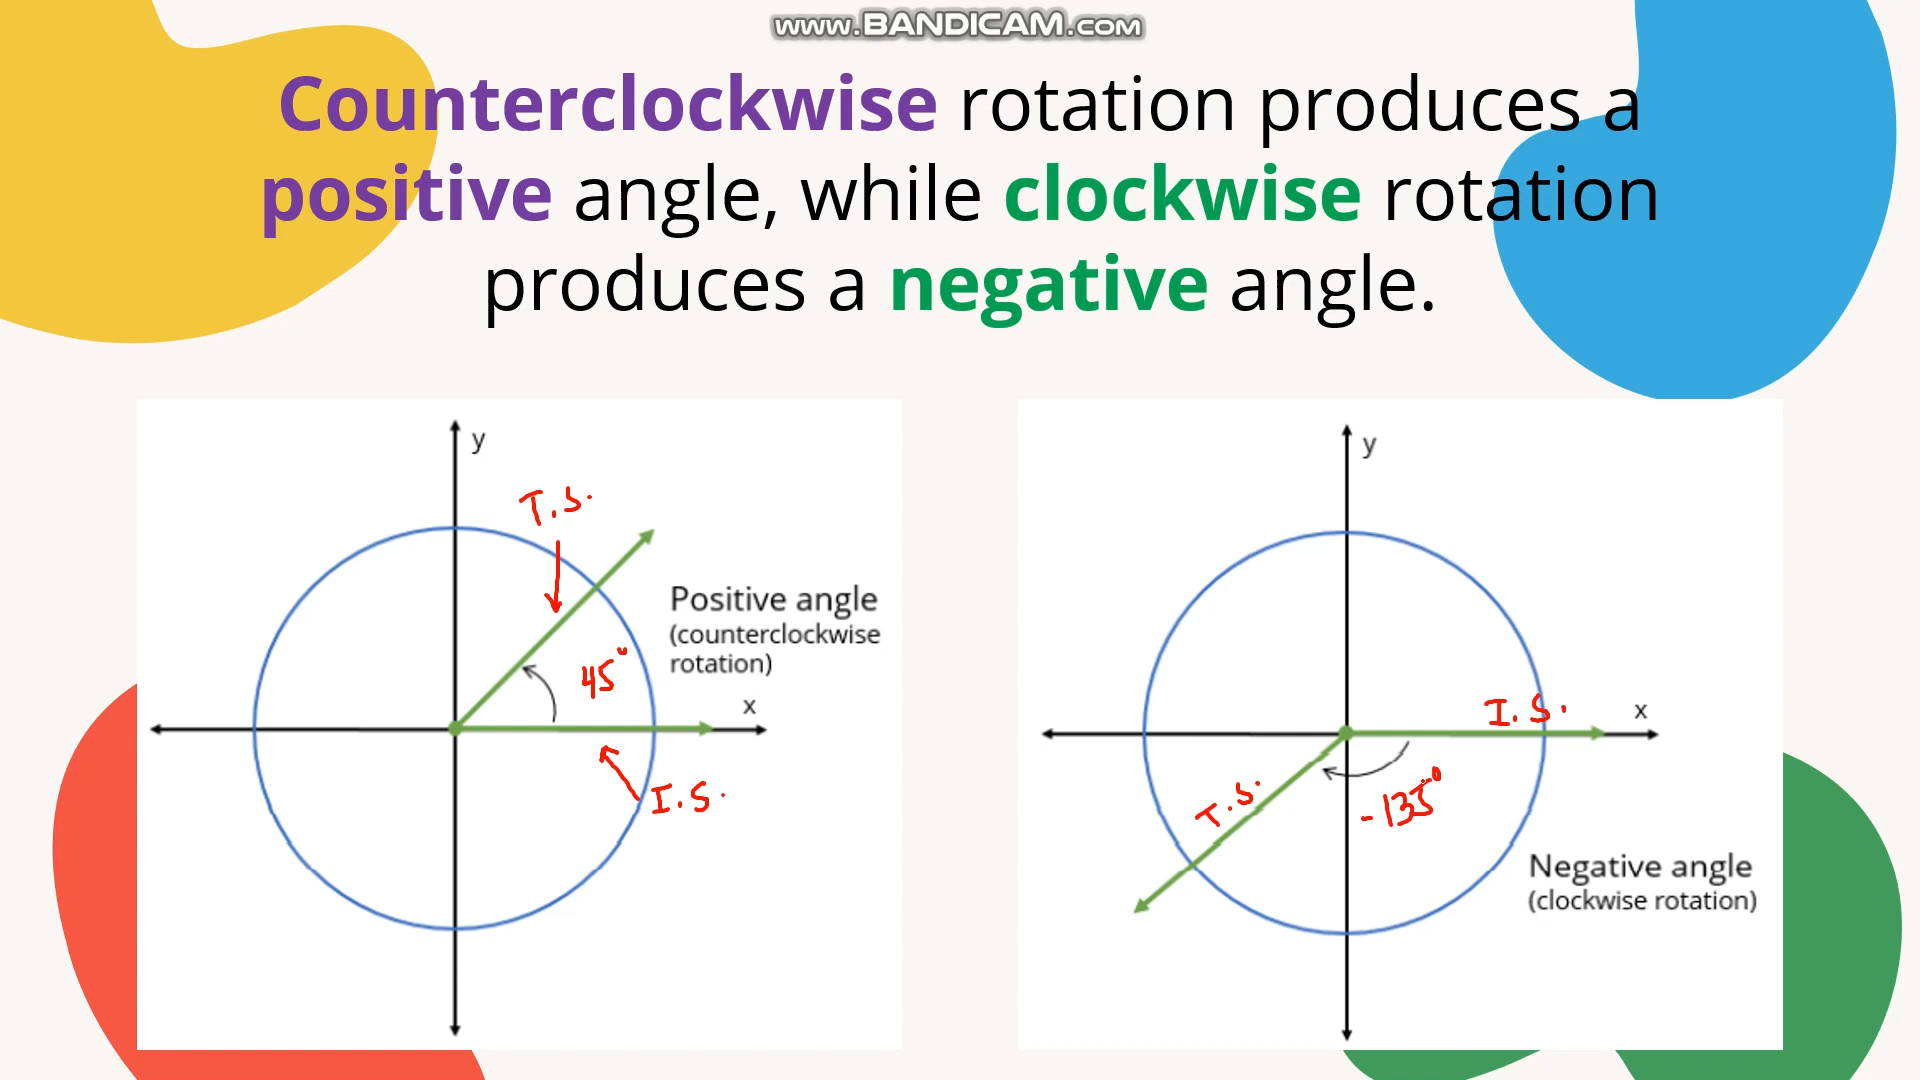 www.BANDICAM.com
Counterclockwise rotation produces a
positive angle, while clockwise rotation
produces a negative angle.
y
T.S.
Positive angle
(counterclockwise
rotation)
45°
x
I.S.
y
I.S.
x
T.S.
-135°
Negative angle
(clockwise rotation)